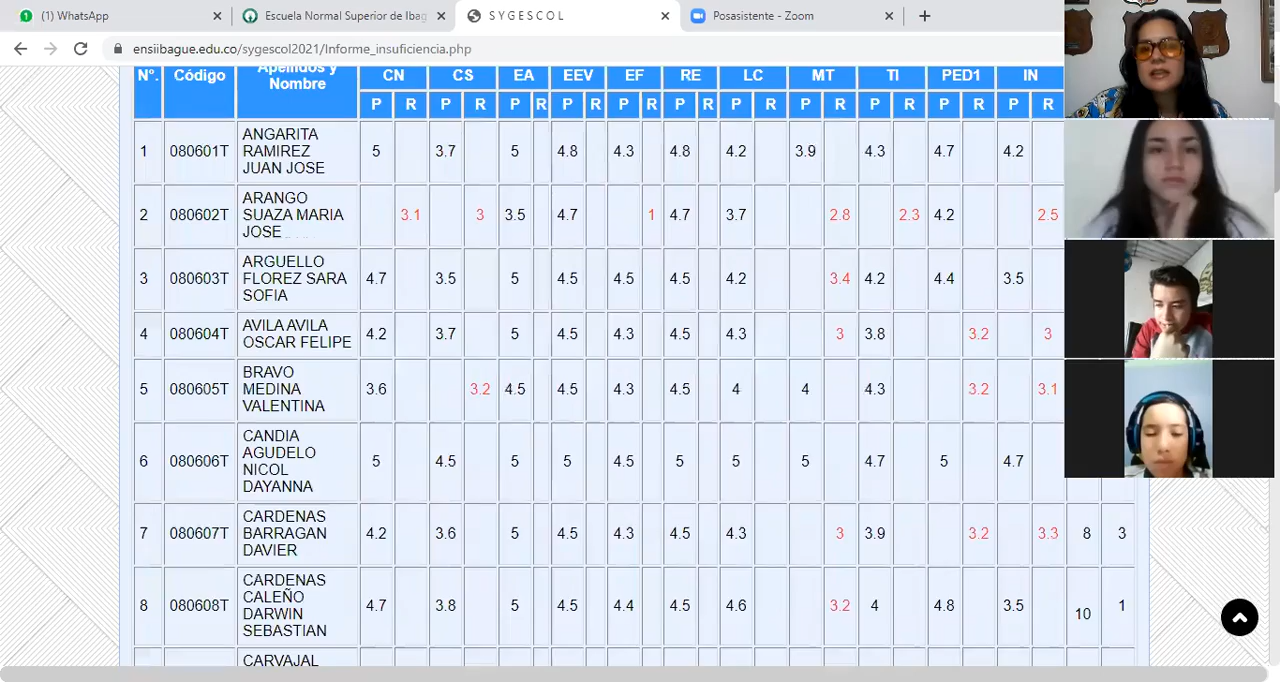 (1) WhatsApp
Escuela Normal Superior de Ibag
S Y G E S C O L
Posasistente - Zoom
ensiibague.edu.co/sygescol2021/Informe_insuficiencia.php
N°. Código Apellidos y Nombre CN CS EA EEV EF RE LC MT TI PED1 IN
P R P R P R P R P R P R P R P R P R P R P R
1 080601T ANGARITA RAMIREZ JUAN JOSE 5 3.7 5 4.8 4.3 4.8 4.2 3.9 4.3 4.7 4.2
2 080602T ARANGO SUAZA MARIA JOSE 3.1 3 3.5 4.7 1 4.7 3.7 2.8 2.3 4.2 2.5
3 080603T ARGUELLO FLOREZ SARA SOFIA 4.7 3.5 5 4.5 4.5 4.5 4.2 3.4 4.2 4.4 3.5
4 080604T AVILA AVILA OSCAR FELIPE 4.2 3.7 5 4.5 4.3 4.5 4.3 3 3.8 3.2 3
5 080605T BRAVO MEDINA VALENTINA 3.6 3.2 4.5 4.5 4.3 4.5 4 4 4.3 3.2 3.1
6 080606T CANDIA AGUDELO NICOL DAYANNA 5 4.5 5 5 4.5 5 5 5 4.7 5 4.7
7 080607T CARDENAS BARRAGAN DAVIER 4.2 3.6 5 4.5 4.3 4.5 4.3 3 3.9 3.2 3.3 8 3
8 080608T CARDENAS CALEÑO DARWIN SEBASTIAN 4.7 3.8 5 4.5 4.4 4.5 4.6 3.2 4 4.8 3.5 10 1
CARVAJAL